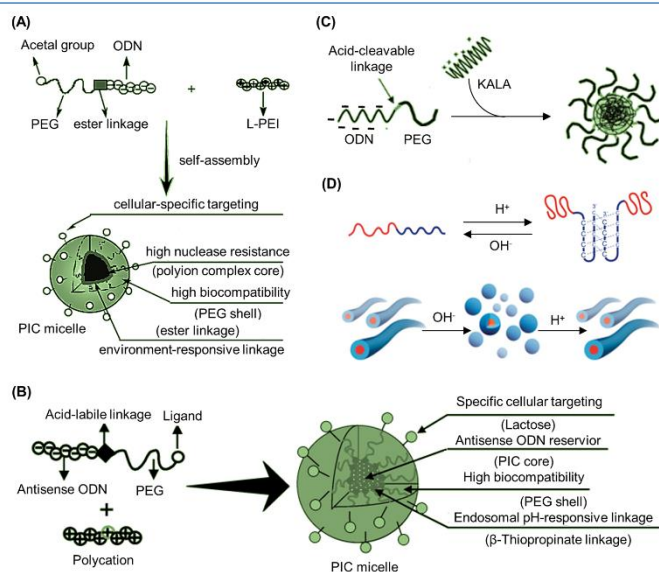 (A)
Acetal group
ODN
+
PEG
ester linkage
L-PEI
self-assembly
cellular-specific targeting
high nuclease resistance
(polyion complex core)
high biocompatibility
(PEG shell)
(ester linkage)
environment-responsive linkage
PIC micelle
(C)
Acid-cleavable
linkage
KALA
ODN
PEG
(D)
H⁺
OH⁻
OH⁻
H⁺
(B)
Acid-labile linkage
Ligand
Antisense ODN
PEG
+
Polycation
PIC micelle
Specific cellular targeting
(Lactose)
Antisense ODN reservior
(PIC core)
High biocompatibility
(PEG shell)
Endosomal pH-responsive linkage
(β-Thiopropinate linkage)